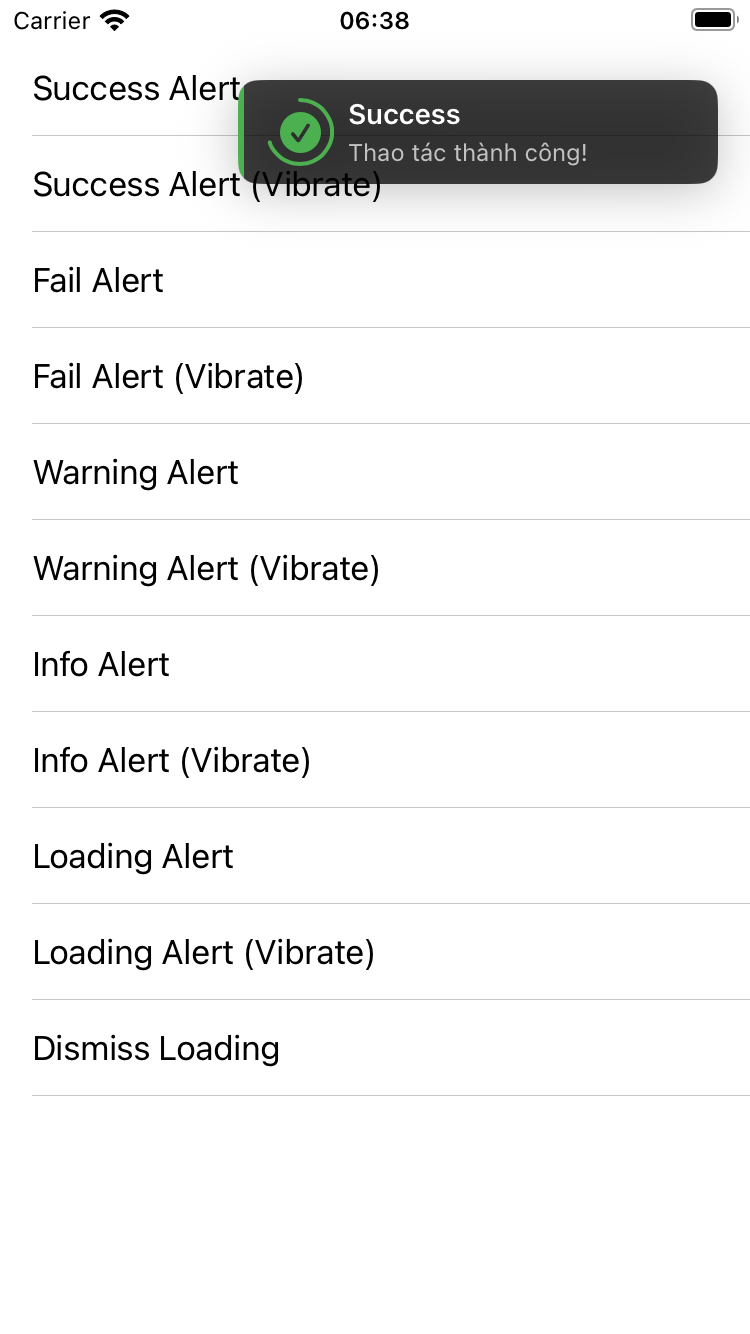 Carrier 06:38
Success Alert
Success
Thao tác thành công!
Success Alert (Vibrate)
Fail Alert
Fail Alert (Vibrate)
Warning Alert
Warning Alert (Vibrate)
Info Alert
Info Alert (Vibrate)
Loading Alert
Loading Alert (Vibrate)
Dismiss Loading